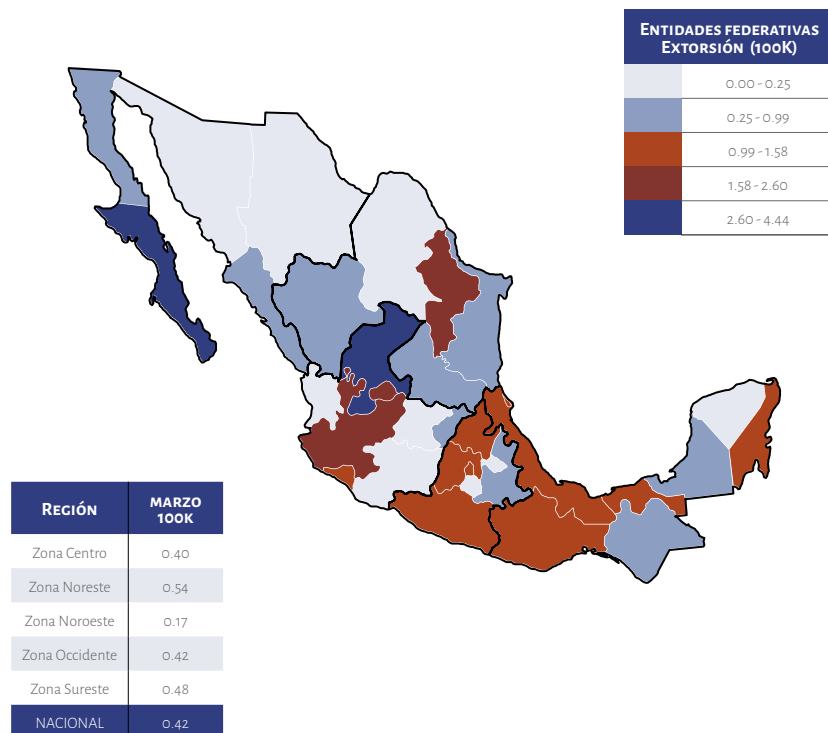 Entidades federativas
Extorsión (100K)
0.00 - 0.25
0.25 - 0.99
0.99 - 1.58
1.58 - 2.60
2.60 - 4.44
Región MARZO 100K
Zona Centro 0.40
Zona Noreste 0.54
Zona Noroeste 0.17
Zona Occidente 0.42
Zona Sureste 0.48
NACIONAL 0.42